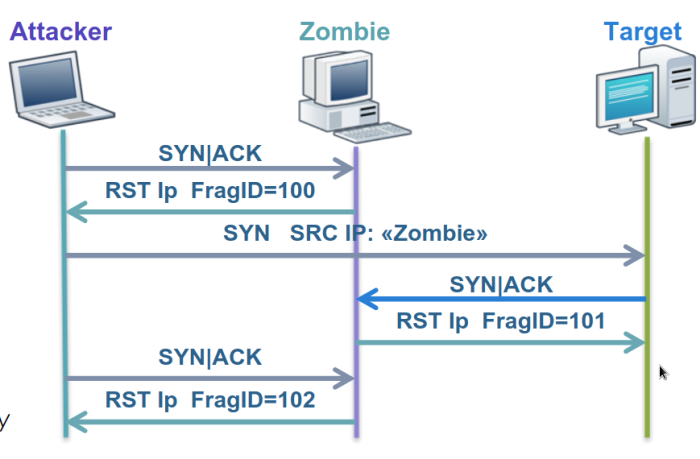 Attacker
Zombie
Target
SYN|ACK
RST Ip FragID=100
SYN SRC IP: «Zombie»
SYN|ACK
RST Ip FragID=101
SYN|ACK
RST Ip FragID=102
y